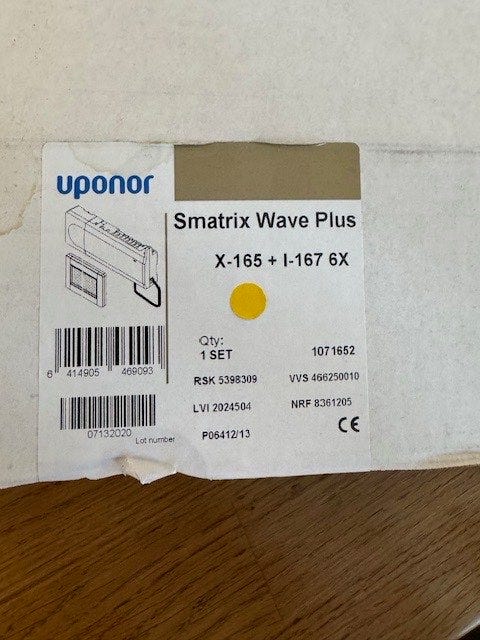 uponor
Smatrix Wave Plus
X-165 + I-167 6X
Qty:
1 SET 1071652
RSK 5398309 VVS 466250010
LVI 2024504 NRF 8361205
P06412/13 CE
6 414905 469093
07132020
Lot number